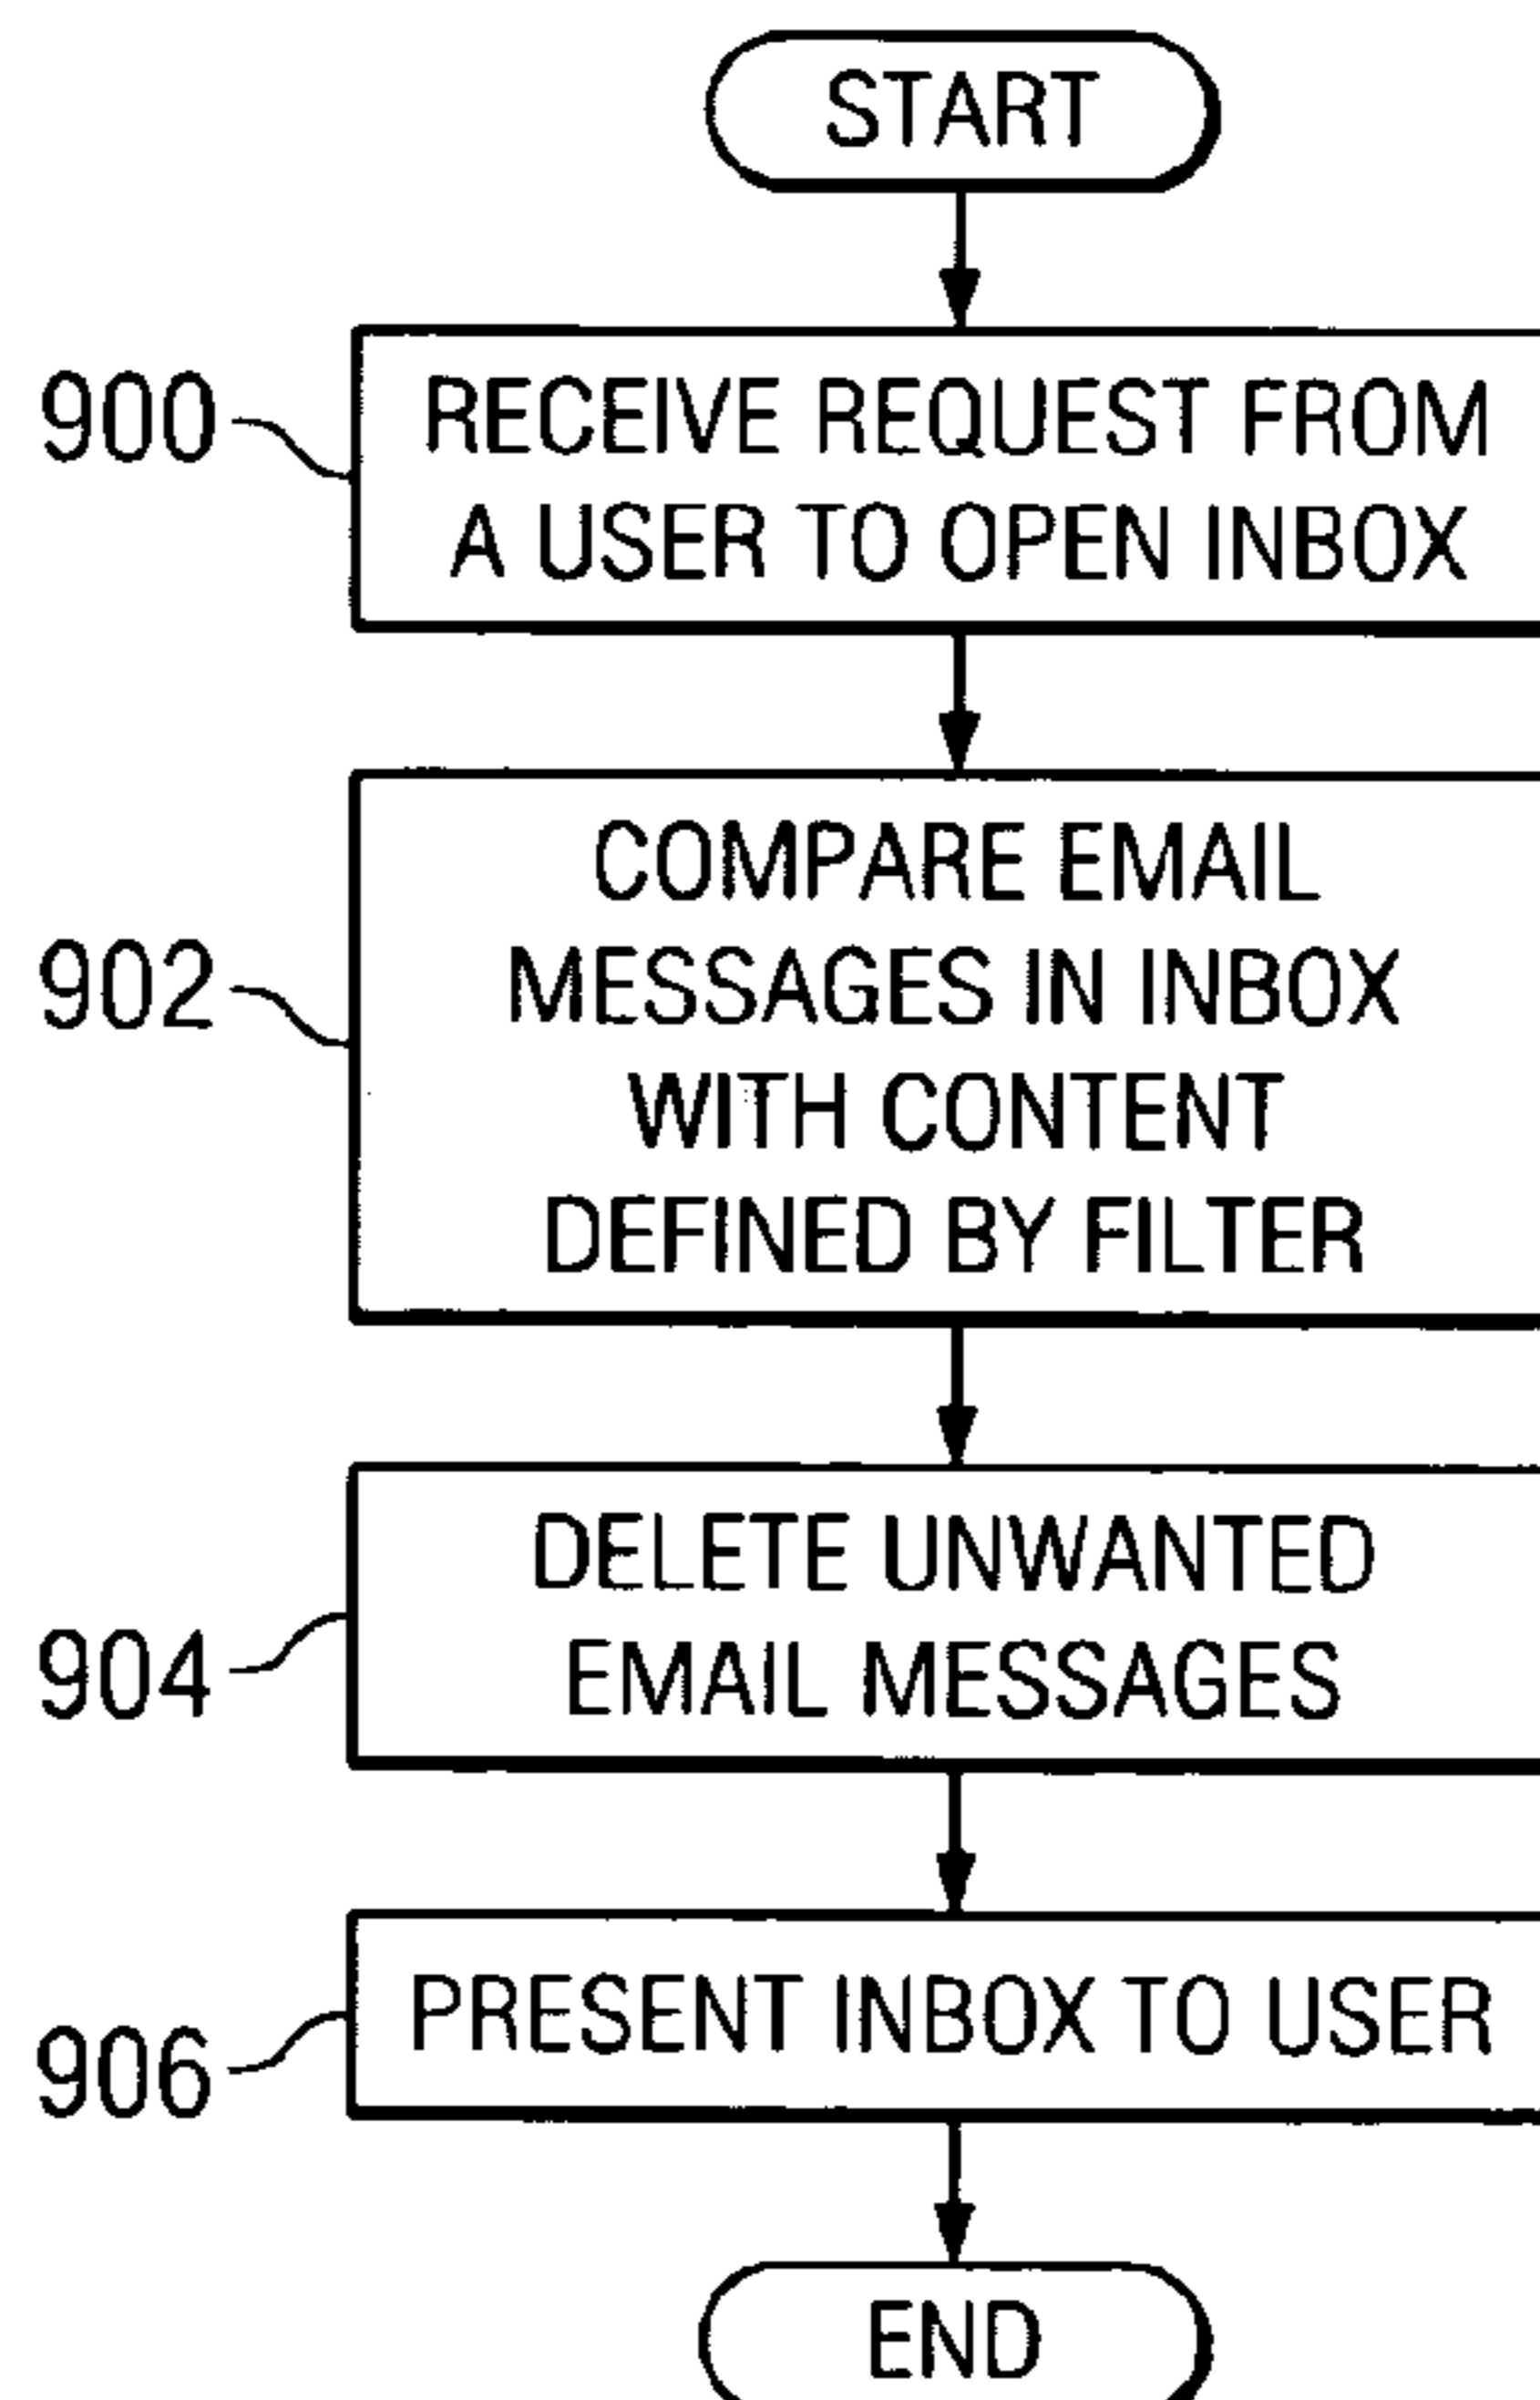 START
900
RECEIVE REQUEST FROM
A USER TO OPEN INBOX
902
COMPARE EMAIL
MESSAGES IN INBOX
WITH CONTENT
DEFINED BY FILTER
904
DELETE UNWANTED
EMAIL MESSAGES
906
PRESENT INBOX TO USER
END